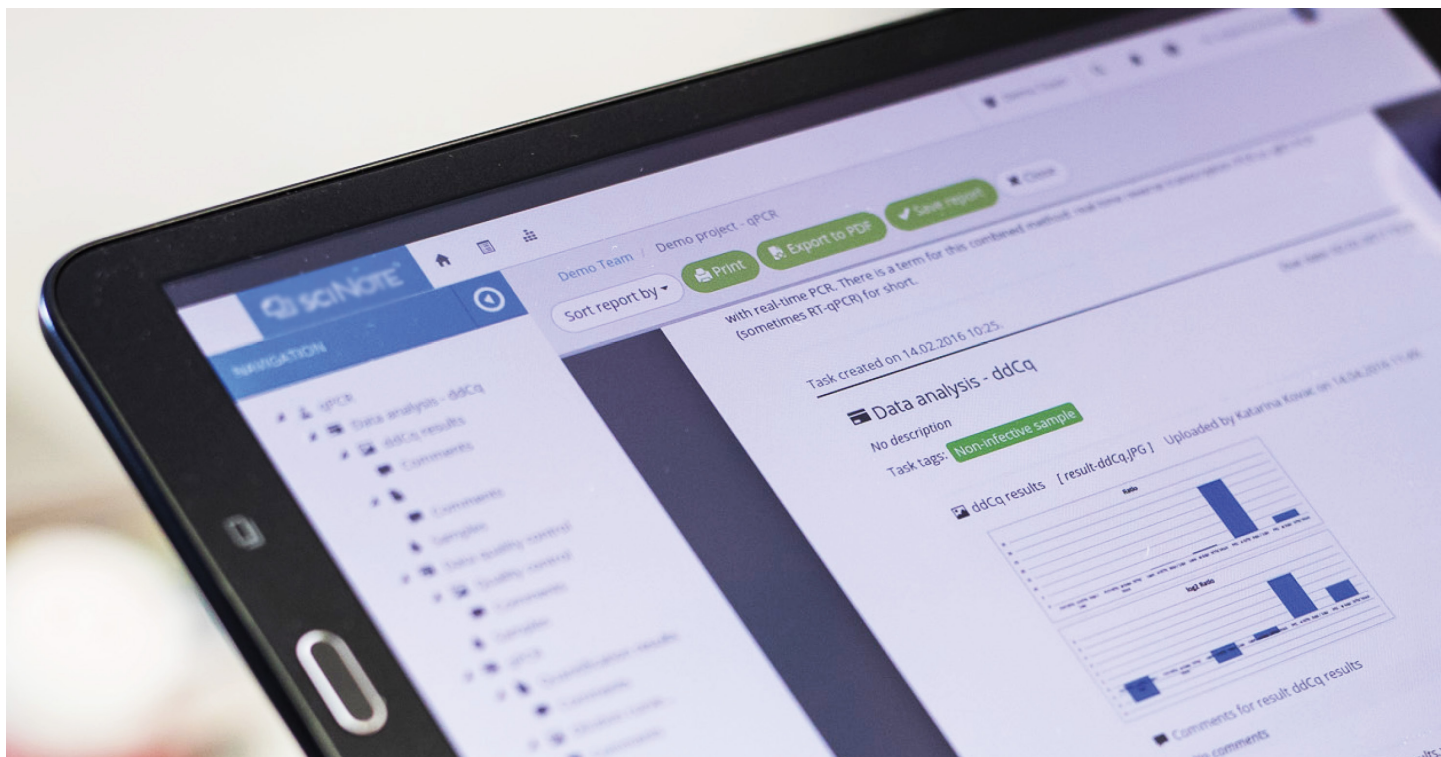 sciNOTE
NAVIGATION
qPCR
Data analysis - ddCq
ddCq results
Comments
Comments
Samples
Data quality control
Quality control
Comments
Samples
qPCR
Quantification results
Comments
Comments
Demo Team / Demo project - qPCR
Sort report by
Print
Export to PDF
Save report
Close
with real-time PCR. There is a term for this combined method: real-time reverse transcription PCR
(sometimes RT-qPCR) for short.
Task created on 14.02.2016 10:25.
Data analysis - ddCq
No description
Task tags: Non-infective sample
ddCq results [ result-ddCq.JPG ] Uploaded by Katarina Kovac on 14.04.2016 11:49.
Ratio
log2 Ratio
Comments for result ddCq results
comments